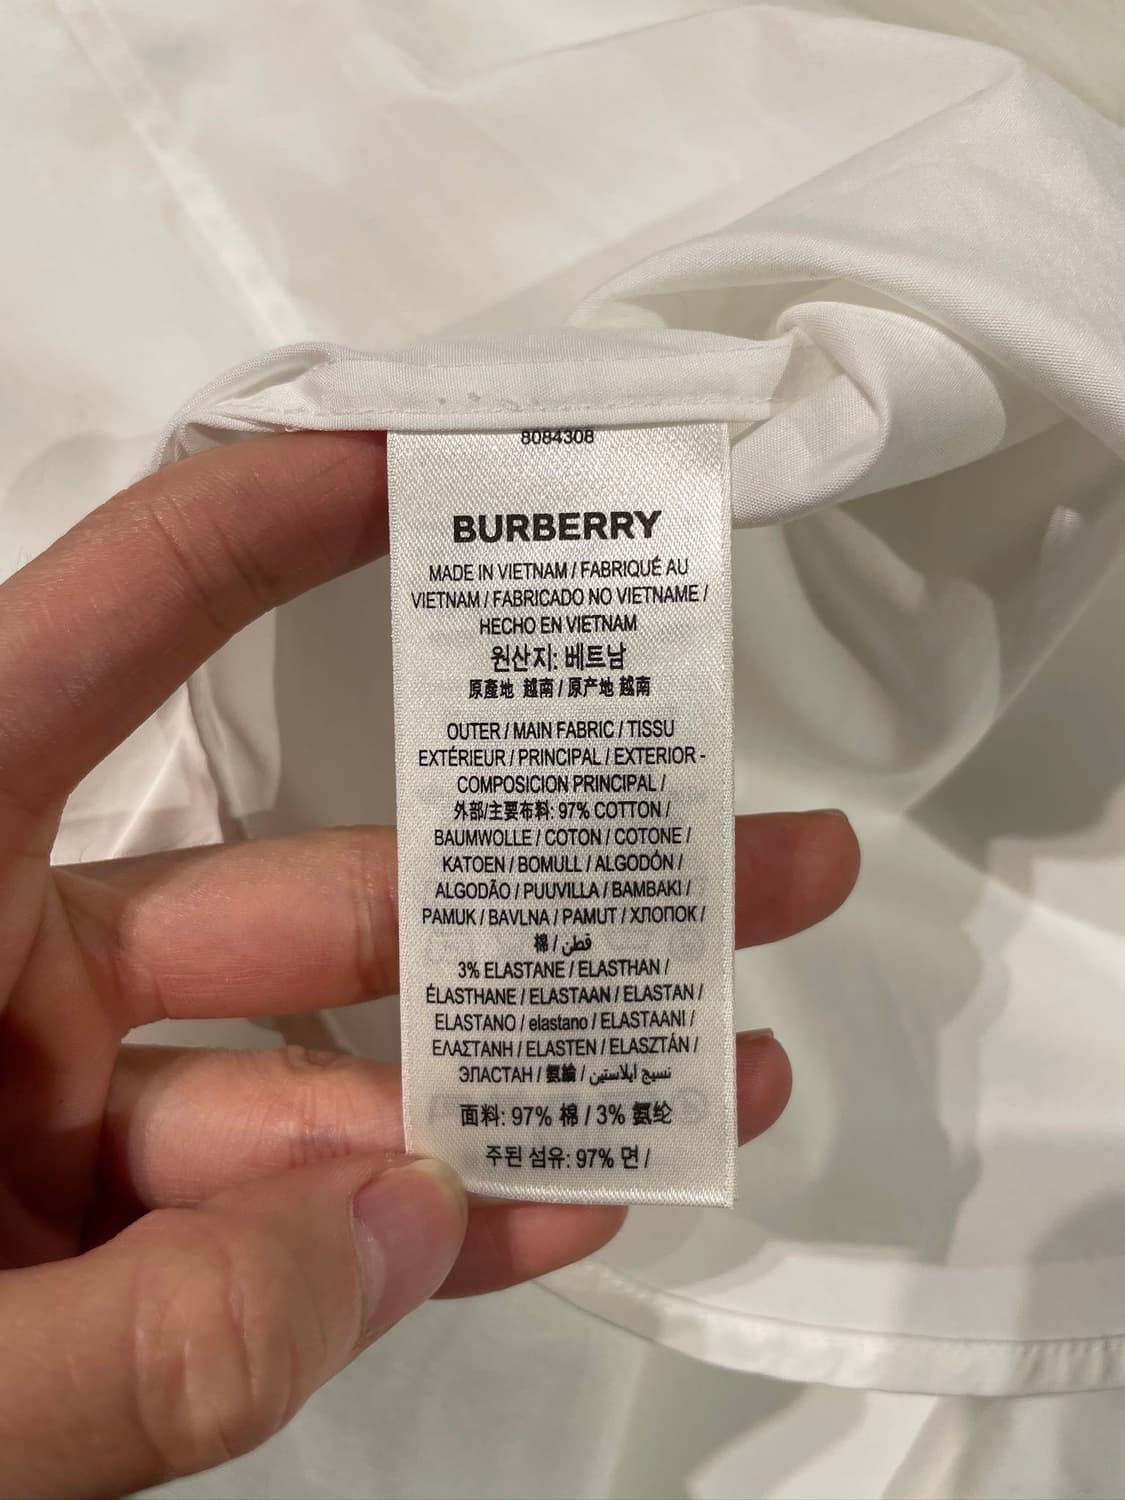 8084308
BURBERRY
MADE IN VIETNAM / FABRIQUÉ AU
VIETNAM / FABRICADO NO VIETNAME /
HECHO EN VIETNAM
원산지: 베트남
原產地 越南 / 原产地 越南
OUTER / MAIN FABRIC / TISSU
EXTÉRIEUR / PRINCIPAL / EXTERIOR -
COMPOSICION PRINCIPAL /
外部/主要布料: 97% COTTON /
BAUMWOLLE / COTON / COTONE /
KATOEN / BOMULL / ALGODÓN /
ALGODÃO / PUUVILLA / BAMBAKI /
PAMUK / BAVLNA / PAMUT / ХЛОПОК /
棉 / قطن
3% ELASTANE / ELASTHAN /
ÉLASTHANE / ELASTAAN / ELASTAN /
ELASTANO / elastano / ELASTAANI /
ΕΛΑΣΤΑΝΗ / ELASTEN / ELASZTÁN /
ЭЛАСТАН / 氨綸 / نسيج ايلاستين
面料: 97% 棉 / 3% 氨纶
주된 섬유: 97% 면 /